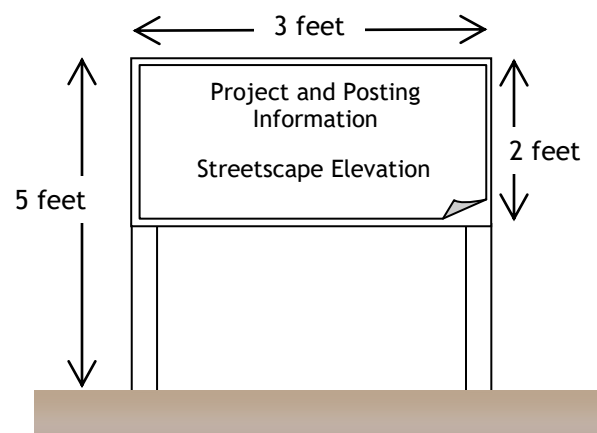 3 feet
Project and Posting
Information
Streetscape Elevation
2 feet
5 feet